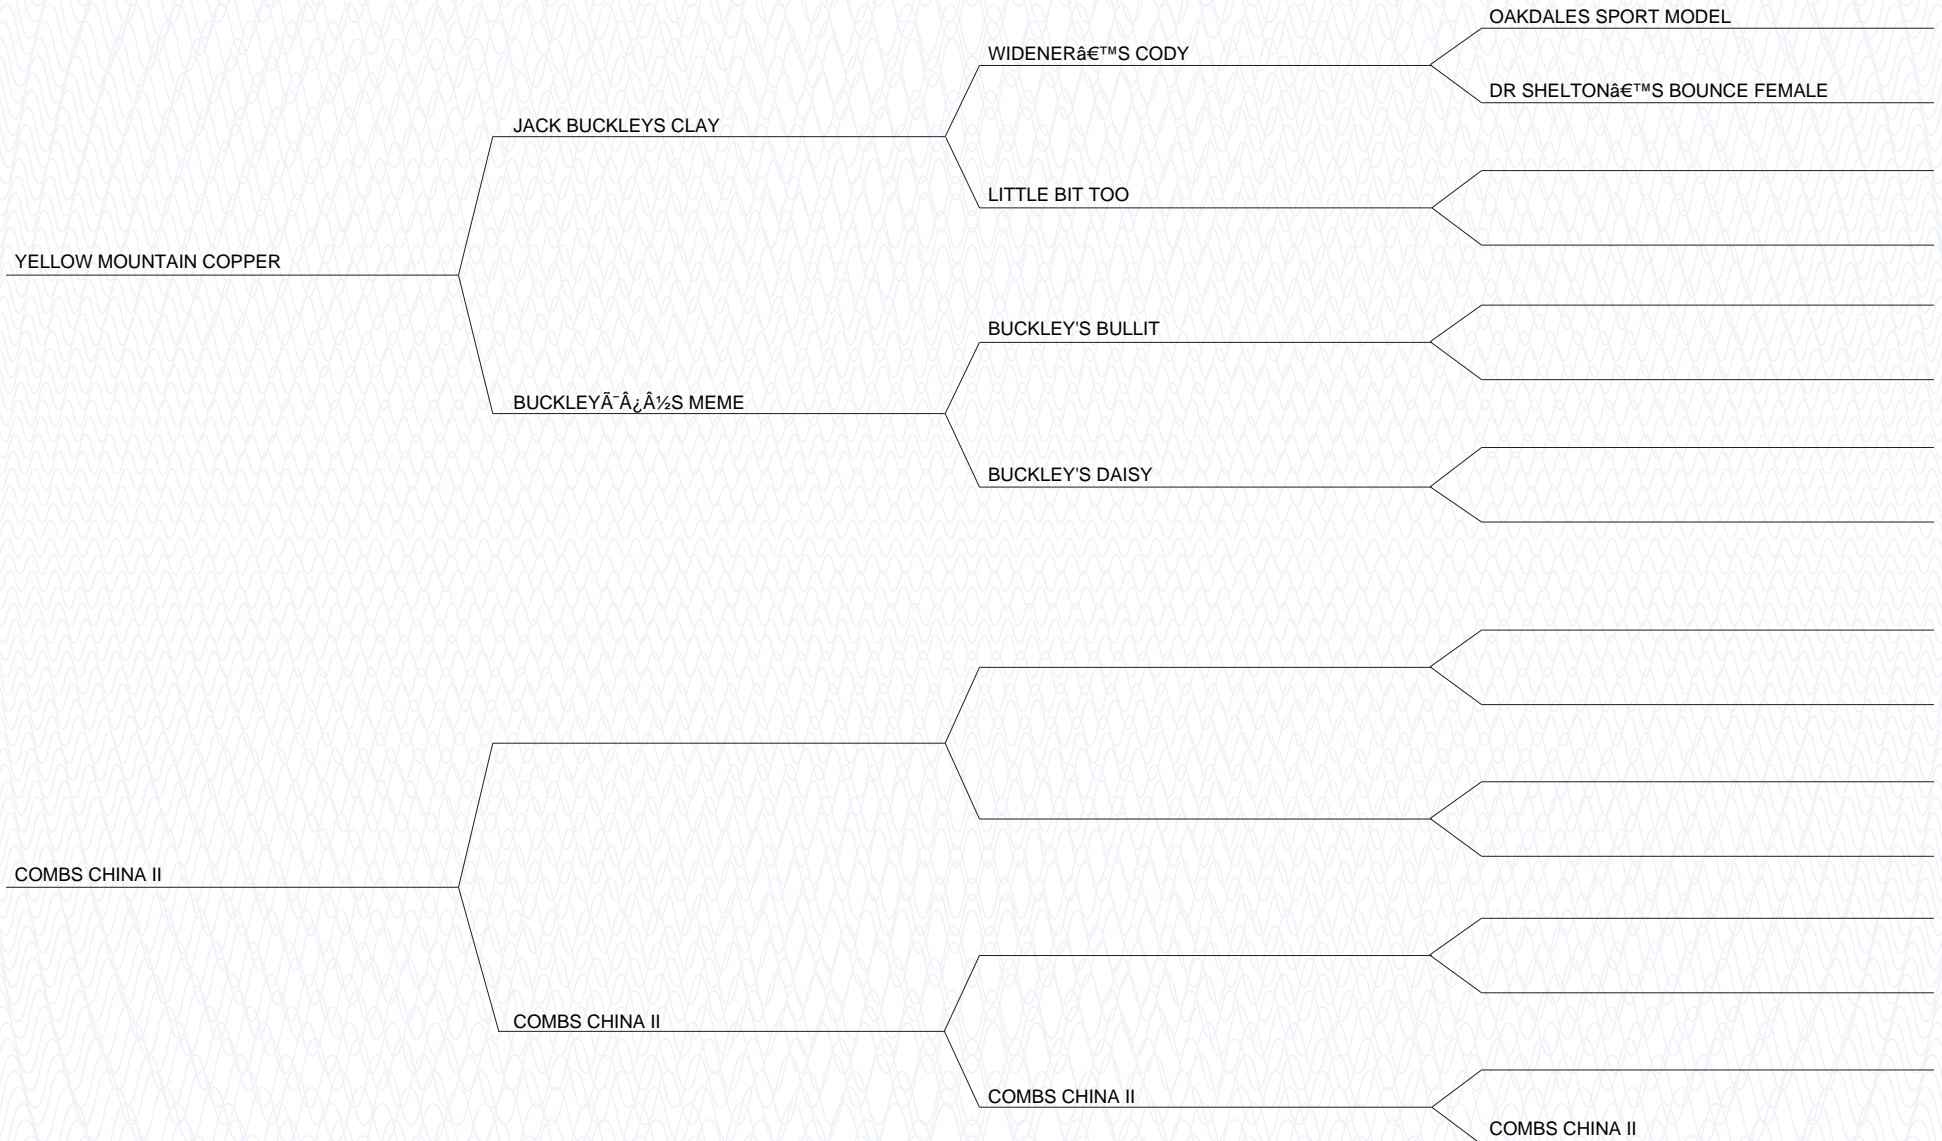 OAKDALES SPORT MODEL
WIDENERâ€™S CODY
DR SHELTONâ€™S BOUNCE FEMALE
JACK BUCKLEYS CLAY
LITTLE BIT TOO
YELLOW MOUNTAIN COPPER
BUCKLEY'S BULLIT
BUCKLEYÃ¯Â¿Â½S MEME
BUCKLEY'S DAISY
COMBS CHINA II
COMBS CHINA II
COMBS CHINA II
COMBS CHINA II